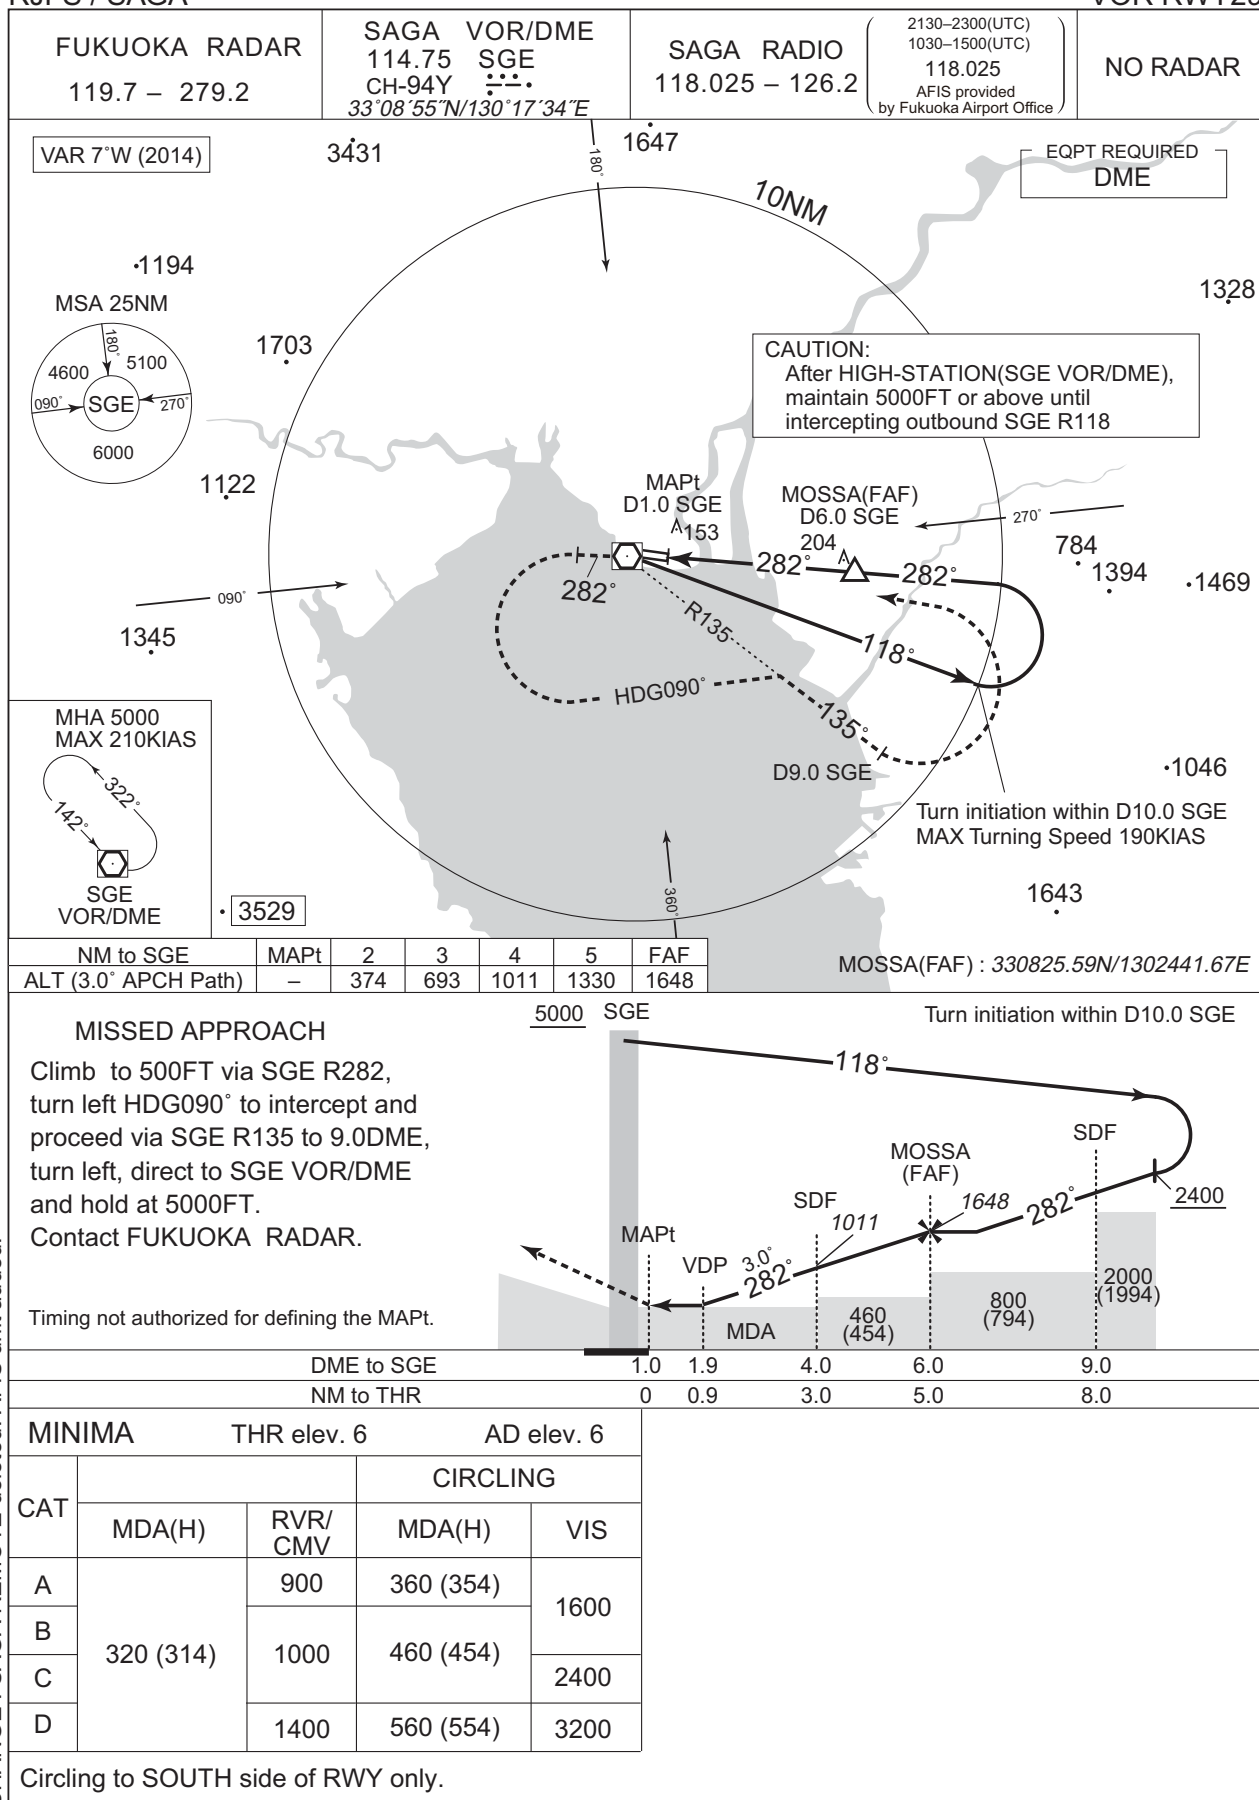 FUKUOKA RADAR
119.7 – 279.2
SAGA VOR/DME
114.75 SGE
CH-94Y
33°08´55˝N/130°17´34˝E
SAGA RADIO
118.025 – 126.2
2130–2300(UTC)
1030–1500(UTC)
118.025
AFIS provided
by Fukuoka Airport Office
NO RADAR
VAR 7°W (2014)
3431
1647
180°
EQPT REQUIRED
DME
10NM
1194
1328
MSA 25NM
180°
4600
5100
090°
SGE
270°
6000
1703
CAUTION:
After HIGH-STATION(SGE VOR/DME),
maintain 5000FT or above until
intercepting outbound SGE R118
1122
MAPt
D1.0 SGE
153
MOSSA(FAF)
D6.0 SGE
204
270°
784
1394
1469
282°
282°
282°
090°
1345
R135
118°
HDG090°
135°
D9.0 SGE
1046
MHA 5000
MAX 210KIAS
322°
142°
SGE
VOR/DME
Turn initiation within D10.0 SGE
MAX Turning Speed 190KIAS
3529
360°
1643
NM to SGE MAPt 2 3 4 5 FAF
ALT (3.0° APCH Path) – 374 693 1011 1330 1648
MOSSA(FAF) : 330825.59N/1302441.67E
MISSED APPROACH
Climb to 500FT via SGE R282,
turn left HDG090° to intercept and
proceed via SGE R135 to 9.0DME,
turn left, direct to SGE VOR/DME
and hold at 5000FT.
Contact FUKUOKA RADAR.
Timing not authorized for defining the MAPt.
5000 SGE
Turn initiation within D10.0 SGE
118°
SDF
MOSSA
(FAF)
1648
282°
2400
SDF
1011
MAPt
VDP
3.0°
282°
MDA
460
(454)
800
(794)
2000
(1994)
DME to SGE 1.0 1.9 4.0 6.0 9.0
NM to THR 0 0.9 3.0 5.0 8.0
MINIMA THR elev. 6 AD elev. 6
CAT
CIRCLING
MDA(H) RVR/
CMV MDA(H) VIS
A 320 (314) 900 360 (354) 1600
B 1000 460 (454)
C 2400
D 1400 560 (554) 3200
Circling to SOUTH side of RWY only.